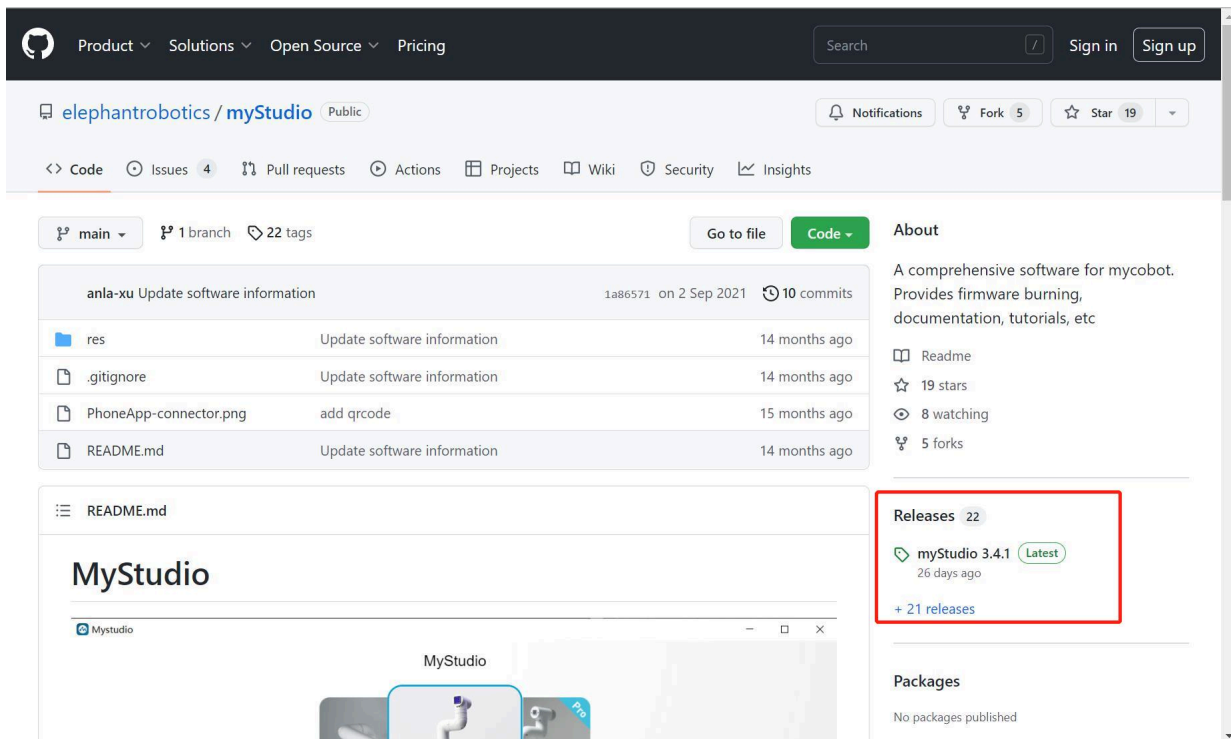 Product Solutions Open Source Pricing Search / Sign in Sign up
elephantrobotics / myStudio Public Notifications Fork 5 Star 19
Code Issues 4 Pull requests Actions Projects Wiki Security Insights
main 1 branch 22 tags Go to file Code
anla-xu Update software information 1a86571 on 2 Sep 2021 10 commits
res Update software information 14 months ago
.gitignore Update software information 14 months ago
PhoneApp-connector.png add qrcode 15 months ago
README.md Update software information 14 months ago
README.md
MyStudio
Mystudio
MyStudio
Pro
About
A comprehensive software for mycobot.
Provides firmware burning,
documentation, tutorials, etc
Readme
19 stars
8 watching
5 forks
Releases 22
myStudio 3.4.1 Latest
26 days ago
+ 21 releases
Packages
No packages published